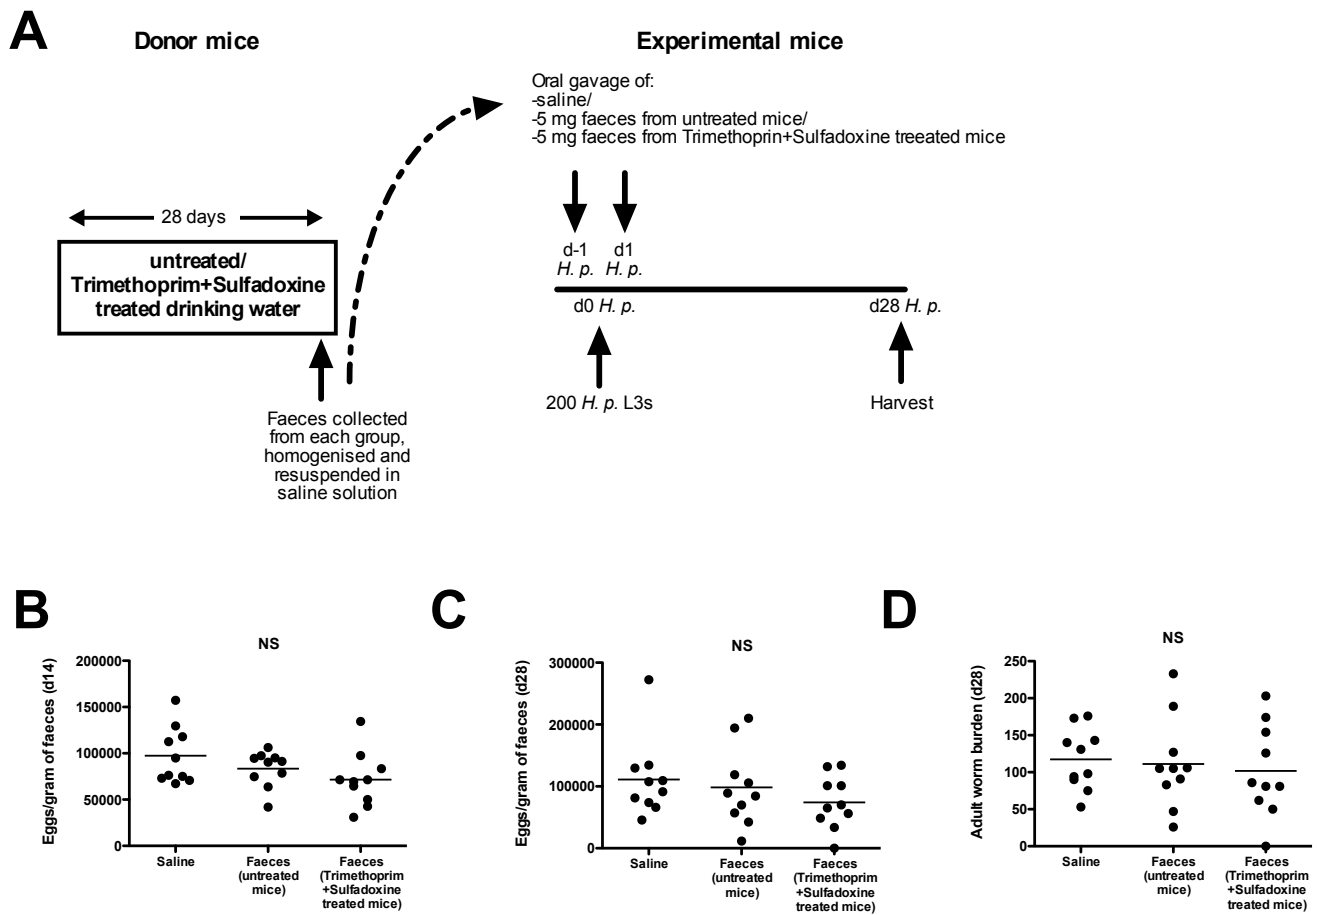 A
Donor mice
Experimental mice
Oral gavage of:
-saline/
-5 mg faeces from untreated mice/
-5 mg faeces from Trimethoprin+Sulfadoxine treeated mice
28 days
untreated/
Trimethoprim+Sulfadoxine
treated drinking water
d-1
H. p.
d1
H. p.
d0 H. p.
d28 H. p.
200 H. p. L3s
Harvest
Faeces collected
from each group,
homogenised and
resuspended in
saline solution
B
NS
Eggs/gram of faeces (d14)
200000
150000
100000
50000
0
Saline
Faeces
(untreated
mice)
Faeces
(Trimethoprim
+Sulfadoxine
treated mice)
C
NS
Eggs/gram of faeces (d28)
300000
200000
100000
0
Saline
Faeces
(untreated
mice)
Faeces
(Trimethoprim
+Sulfadoxine
treated mice)
D
NS
Adult worm burden (d28)
250
200
150
100
50
0
Saline
Faeces
(untreated
mice)
Faeces
(Trimethoprim
+Sulfadoxine
treated mice)